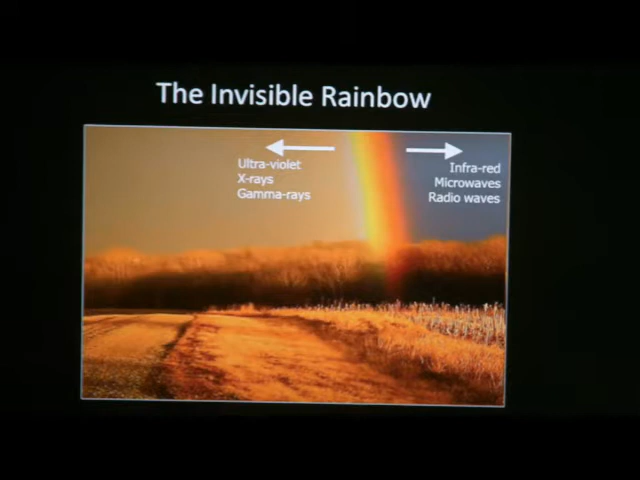 The Invisible Rainbow
Ultra-violet
X-rays
Gamma-rays
Infra-red
Microwaves
Radio waves